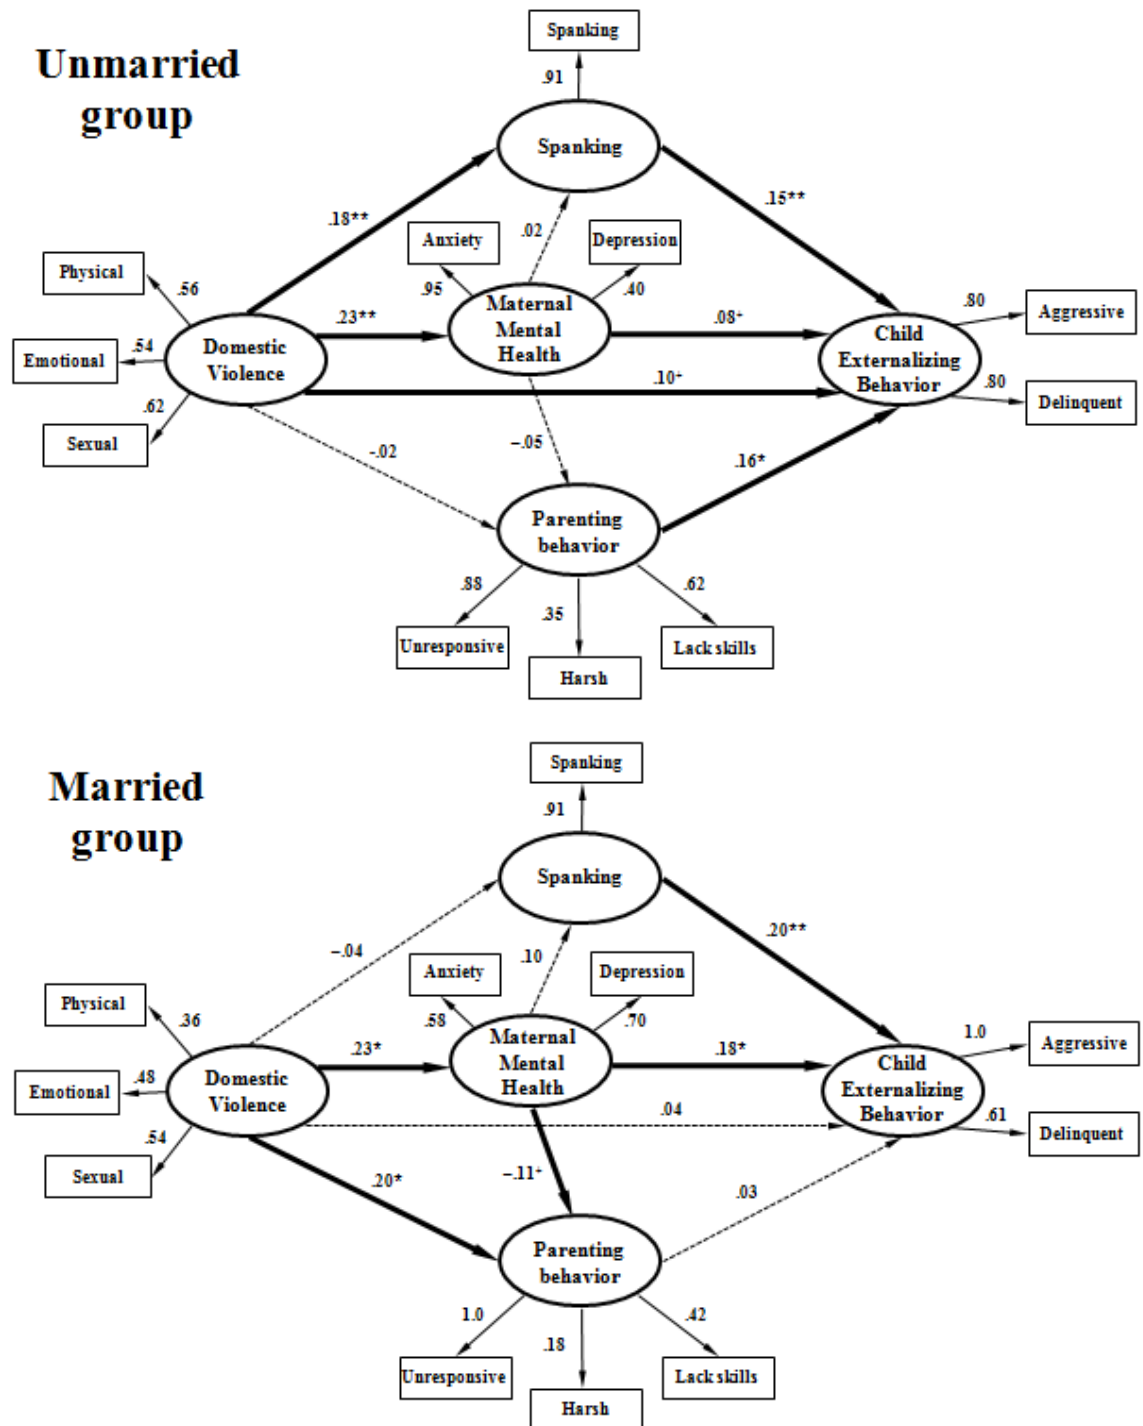 Unmarried
group
Spanking
.91
Spanking
.18**
.15**
Anxiety
.02
Depression
Physical
.56
.95
.40
Maternal
Mental
Health
.23**
.08⁺
.80
Aggressive
Emotional
.54
Domestic
Violence
Child
Externalizing
Behavior
.10⁺
.80
Delinquent
.62
Sexual
-.02
–.05
.16*
Parenting
behavior
.88
.35
.62
Unresponsive
Harsh
Lack skills
Married
group
Spanking
.91
Spanking
–.04
.20**
Anxiety
.10
Depression
Physical
.36
.58
.70
Maternal
Mental
Health
.23*
.18*
1.0
Aggressive
Emotional
.48
Domestic
Violence
Child
Externalizing
Behavior
.04
.61
Delinquent
.54
Sexual
.20*
–.11⁺
.03
Parenting
behavior
1.0
.18
.42
Unresponsive
Harsh
Lack skills